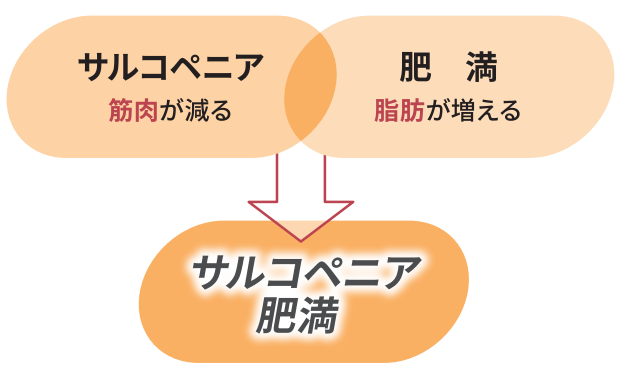 サルコペニア
筋肉が減る
肥　満
脂肪が増える
サルコペニア
肥満